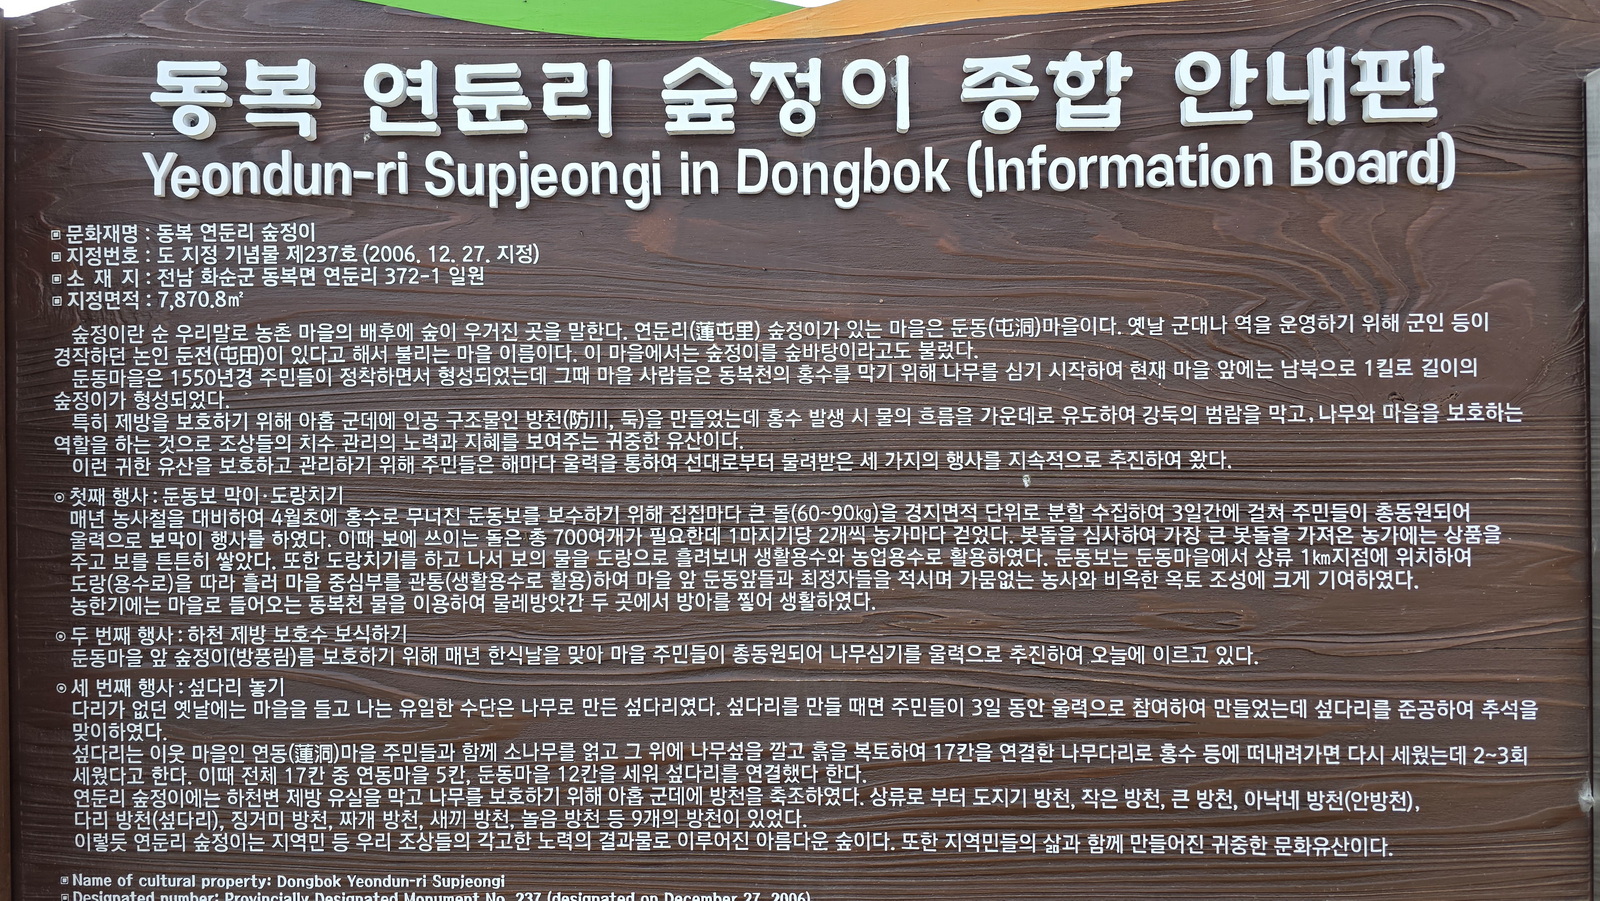 동복 연둔리 숲정이 종합 안내판
Yeondun-ri Supjeongi in Dongbok (Information Board)
▣ 문화재명 : 동복 연둔리 숲정이
▣ 지정번호 : 도 지정 기념물 제237호 (2006. 12. 27. 지정)
▣ 소 재 지 : 전남 화순군 동복면 연둔리 372-1 일원
▣ 지정면적 : 7,870.8㎡
숲정이란 순 우리말로 농촌 마을의 배후에 숲이 우거진 곳을 말한다. 연둔리(蓮屯里) 숲정이가 있는 마을은 둔동(屯洞)마을이다. 옛날 군대나 역을 운영하기 위해 군인 등이
경작하던 논인 둔전(屯田)이 있다고 해서 불리는 마을 이름이다. 이 마을에서는 숲정이를 숲바탕이라고도 불렀다.
둔동마을은 1550년경 주민들이 정착하면서 형성되었는데 그때 마을 사람들은 동복천의 홍수를 막기 위해 나무를 심기 시작하여 현재 마을 앞에는 남북으로 1킬로 길이의
숲정이가 형성되었다.
특히 제방을 보호하기 위해 아홉 군데에 인공 구조물인 방천(防川, 둑)을 만들었는데 홍수 발생 시 물의 흐름을 가운데로 유도하여 강둑의 범람을 막고, 나무와 마을을 보호하는
역할을 하는 것으로 조상들의 치수 관리의 노력과 지혜를 보여주는 귀중한 유산이다.
이런 귀한 유산을 보호하고 관리하기 위해 주민들은 해마다 울력을 통하여 선대로부터 물려받은 세 가지의 행사를 지속적으로 추진하여 왔다.
◉ 첫째 행사 : 둔동보 막이·도랑치기
매년 농사철을 대비하여 4월초에 홍수로 무너진 둔동보를 보수하기 위해 집집마다 큰 돌(60~90㎏)을 경지면적 단위로 분할 수집하여 3일간에 걸쳐 주민들이 총동원되어
울력으로 보막이 행사를 하였다. 이때 보에 쓰이는 돌은 총 700여개가 필요한데 1마지기당 2개씩 농가마다 걷었다. 봇돌을 심사하여 가장 큰 봇돌을 가져온 농가에는 상품을
주고 보를 튼튼히 쌓았다. 또한 도랑치기를 하고 나서 보의 물을 도랑으로 흘려보내 생활용수와 농업용수로 활용하였다. 둔동보는 둔동마을에서 상류 1㎞지점에 위치하여
도랑(용수로)을 따라 흘러 마을 중심부를 관통(생활용수로 활용)하여 마을 앞 둔동앞들과 최정자들을 적시며 가뭄없는 농사와 비옥한 옥토 조성에 크게 기여하였다.
농한기에는 마을로 들어오는 동복천 물을 이용하여 물레방앗간 두 곳에서 방아를 찧어 생활하였다.
◉ 두 번째 행사 : 하천 제방 보호수 보식하기
둔동마을 앞 숲정이(방풍림)를 보호하기 위해 매년 한식날을 맞아 마을 주민들이 총동원되어 나무심기를 울력으로 추진하여 오늘에 이르고 있다.
◉ 세 번째 행사 : 섶다리 놓기
다리가 없던 옛날에는 마을을 들고 나는 유일한 수단은 나무로 만든 섶다리였다. 섶다리를 만들 때면 주민들이 3일 동안 울력으로 참여하여 만들었는데 섶다리를 준공하여 추석을
맞이하였다.
섶다리는 이웃 마을인 연동(蓮洞)마을 주민들과 함께 소나무를 얽고 그 위에 나무섶을 깔고 흙을 복토하여 17칸을 연결한 나무다리로 홍수 등에 떠내려가면 다시 세웠는데 2~3회
세웠다고 한다. 이때 전체 17칸 중 연동마을 5칸, 둔동마을 12칸을 세워 섶다리를 연결했다 한다.
연둔리 숲정이에는 하천변 제방 유실을 막고 나무를 보호하기 위해 아홉 군데에 방천을 축조하였다. 상류로 부터 도지기 방천, 작은 방천, 큰 방천, 아낙네 방천(안방천),
다리 방천(섶다리), 징거미 방천, 짜개 방천, 새끼 방천, 놀음 방천 등 9개의 방천이 있었다.
이렇듯 연둔리 숲정이는 지역민 등 우리 조상들의 각고한 노력의 결과물로 이루어진 아름다운 숲이다. 또한 지역민들의 삶과 함께 만들어진 귀중한 문화유산이다.
▣ Name of cultural property: Dongbok Yeondun-ri Supjeongi
▣ Designated number: Provincially Designated Monument No. 237 (designated on December 27, 2006)